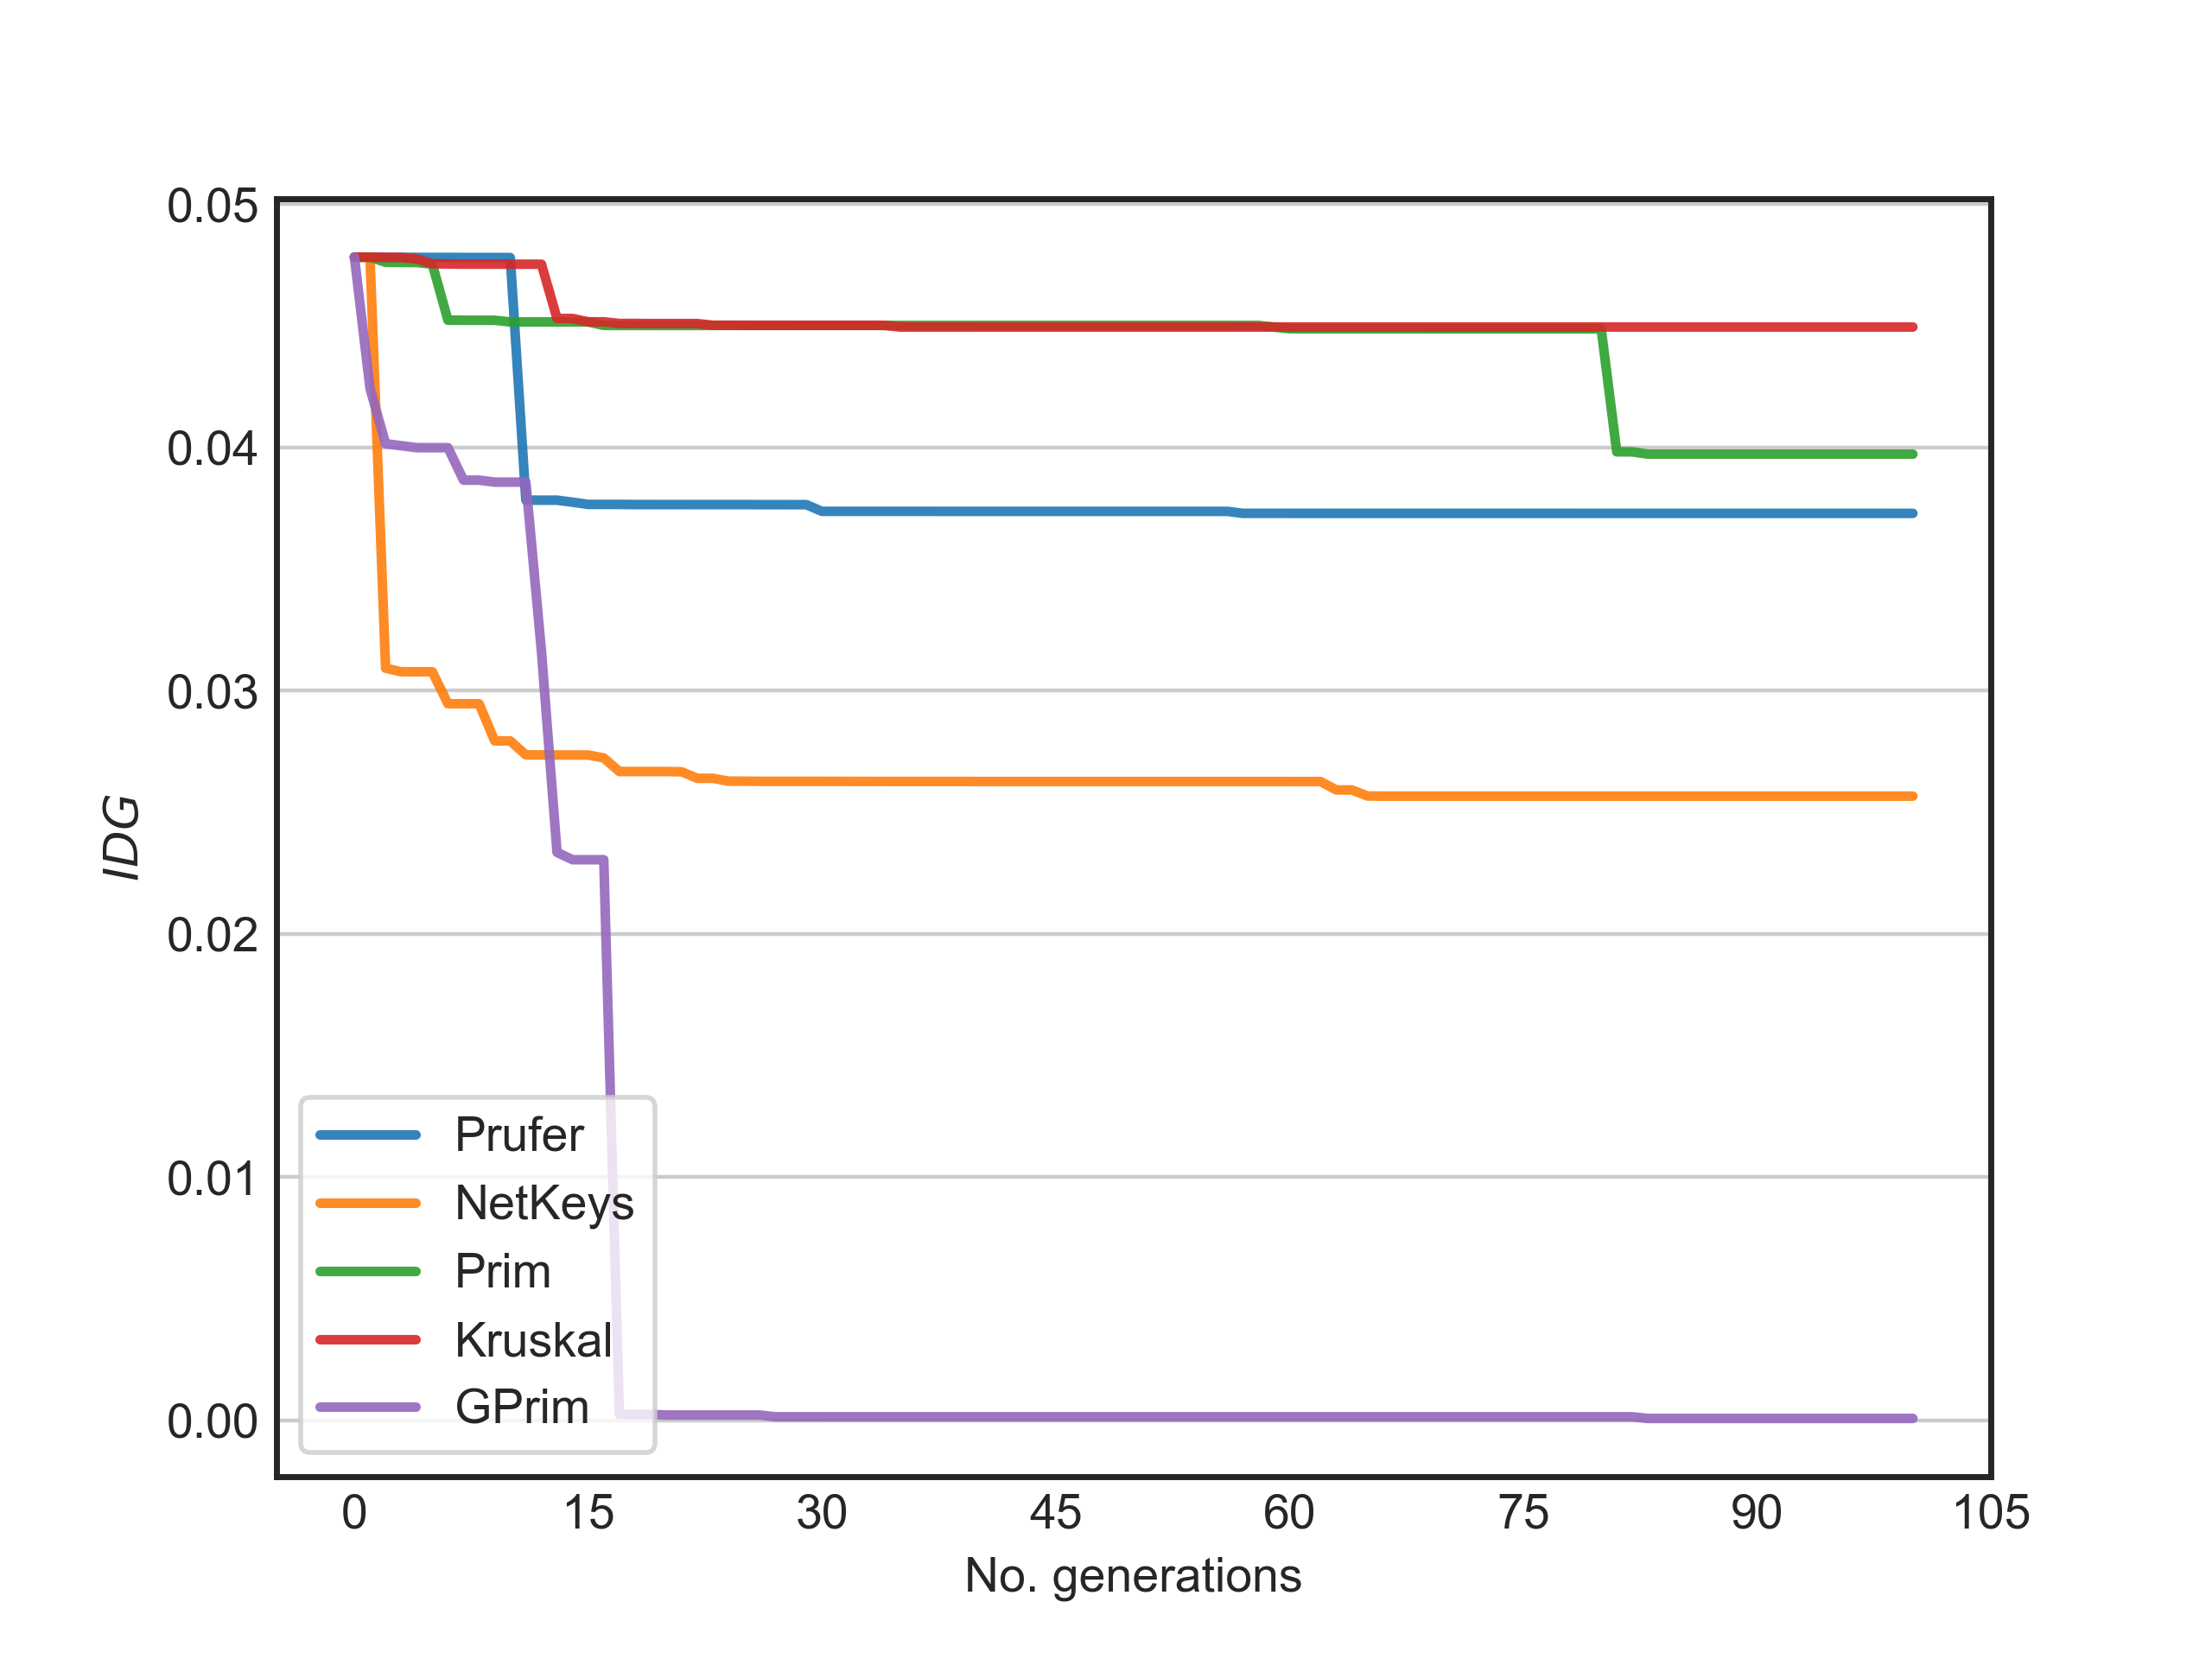 0.05
0.04
0.03
0.02
0.01
0.00
IDG
Prufer
NetKeys
Prim
Kruskal
GPrim
0 15 30 45 60 75 90 105
No. generations